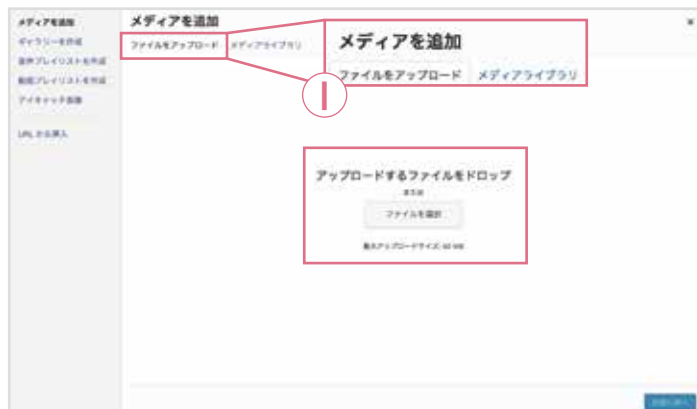 メディアを追加
ギャラリーを作成
音声プレイリストを作成
動画プレイリストを作成
アイキャッチ画像
URL から挿入
メディアを追加
ファイルをアップロード メディアライブラリ
メディアを追加
ファイルをアップロード メディアライブラリ
1
アップロードするファイルをドロップ
または
ファイルを選択
最大アップロードサイズ: